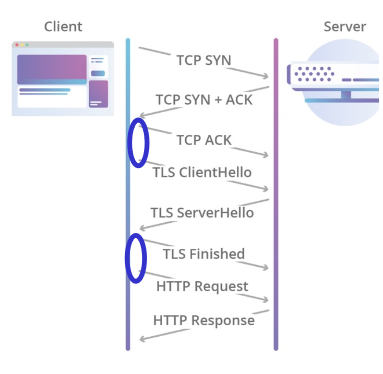 Client
Server
TCP SYN
TCP SYN + ACK
TCP ACK
TLS ClientHello
TLS ServerHello
TLS Finished
HTTP Request
HTTP Response